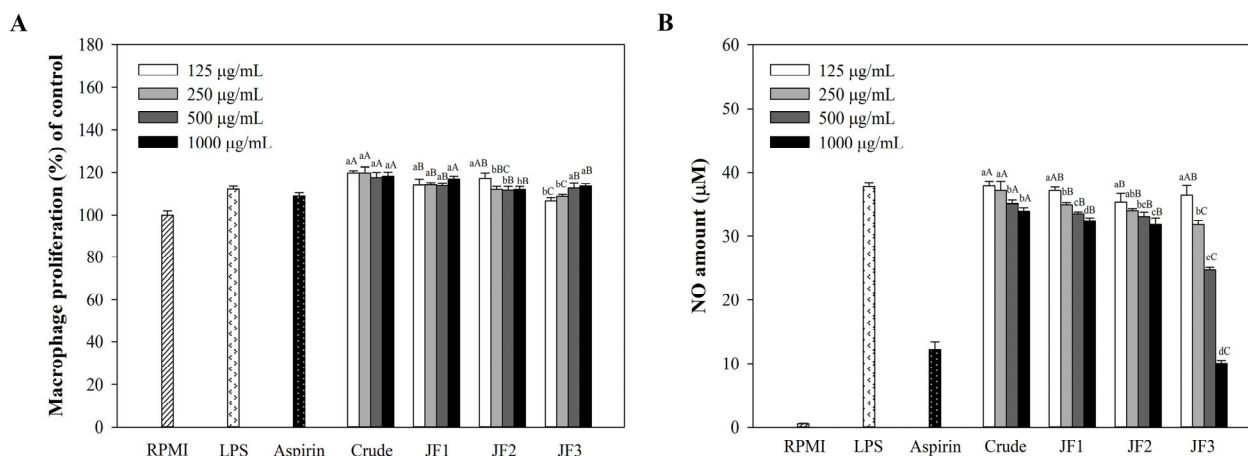 A
Macrophage proliferation (%) of control
180
160
140
120
100
80
60
40
20
0
125 µg/mL
250 µg/mL
500 µg/mL
1000 µg/mL
aA aA aA aA
aB aB aB aA
aAB bBC bB bB
bC bC aB aB
RPMI LPS Aspirin Crude JF1 JF2 JF3
B
NO amount (µM)
60
50
40
30
20
10
0
125 µg/mL
250 µg/mL
500 µg/mL
1000 µg/mL
aA aA bA bA
aAB bB cB dB
aB abB bcB cB
aAB bC cC dC
RPMI LPS Aspirin Crude JF1 JF2 JF3